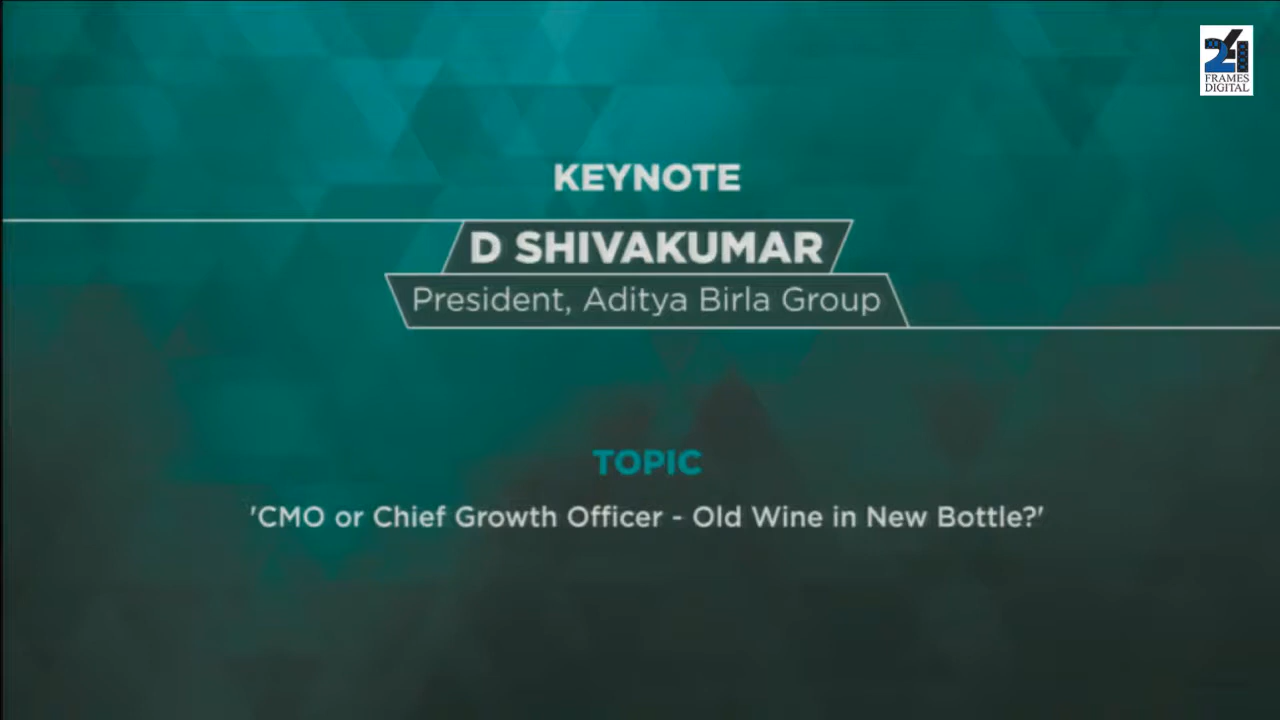 24
FRAMES
DIGITAL
KEYNOTE
D SHIVAKUMAR
President, Aditya Birla Group
TOPIC
'CMO or Chief Growth Officer - Old Wine in New Bottle?'